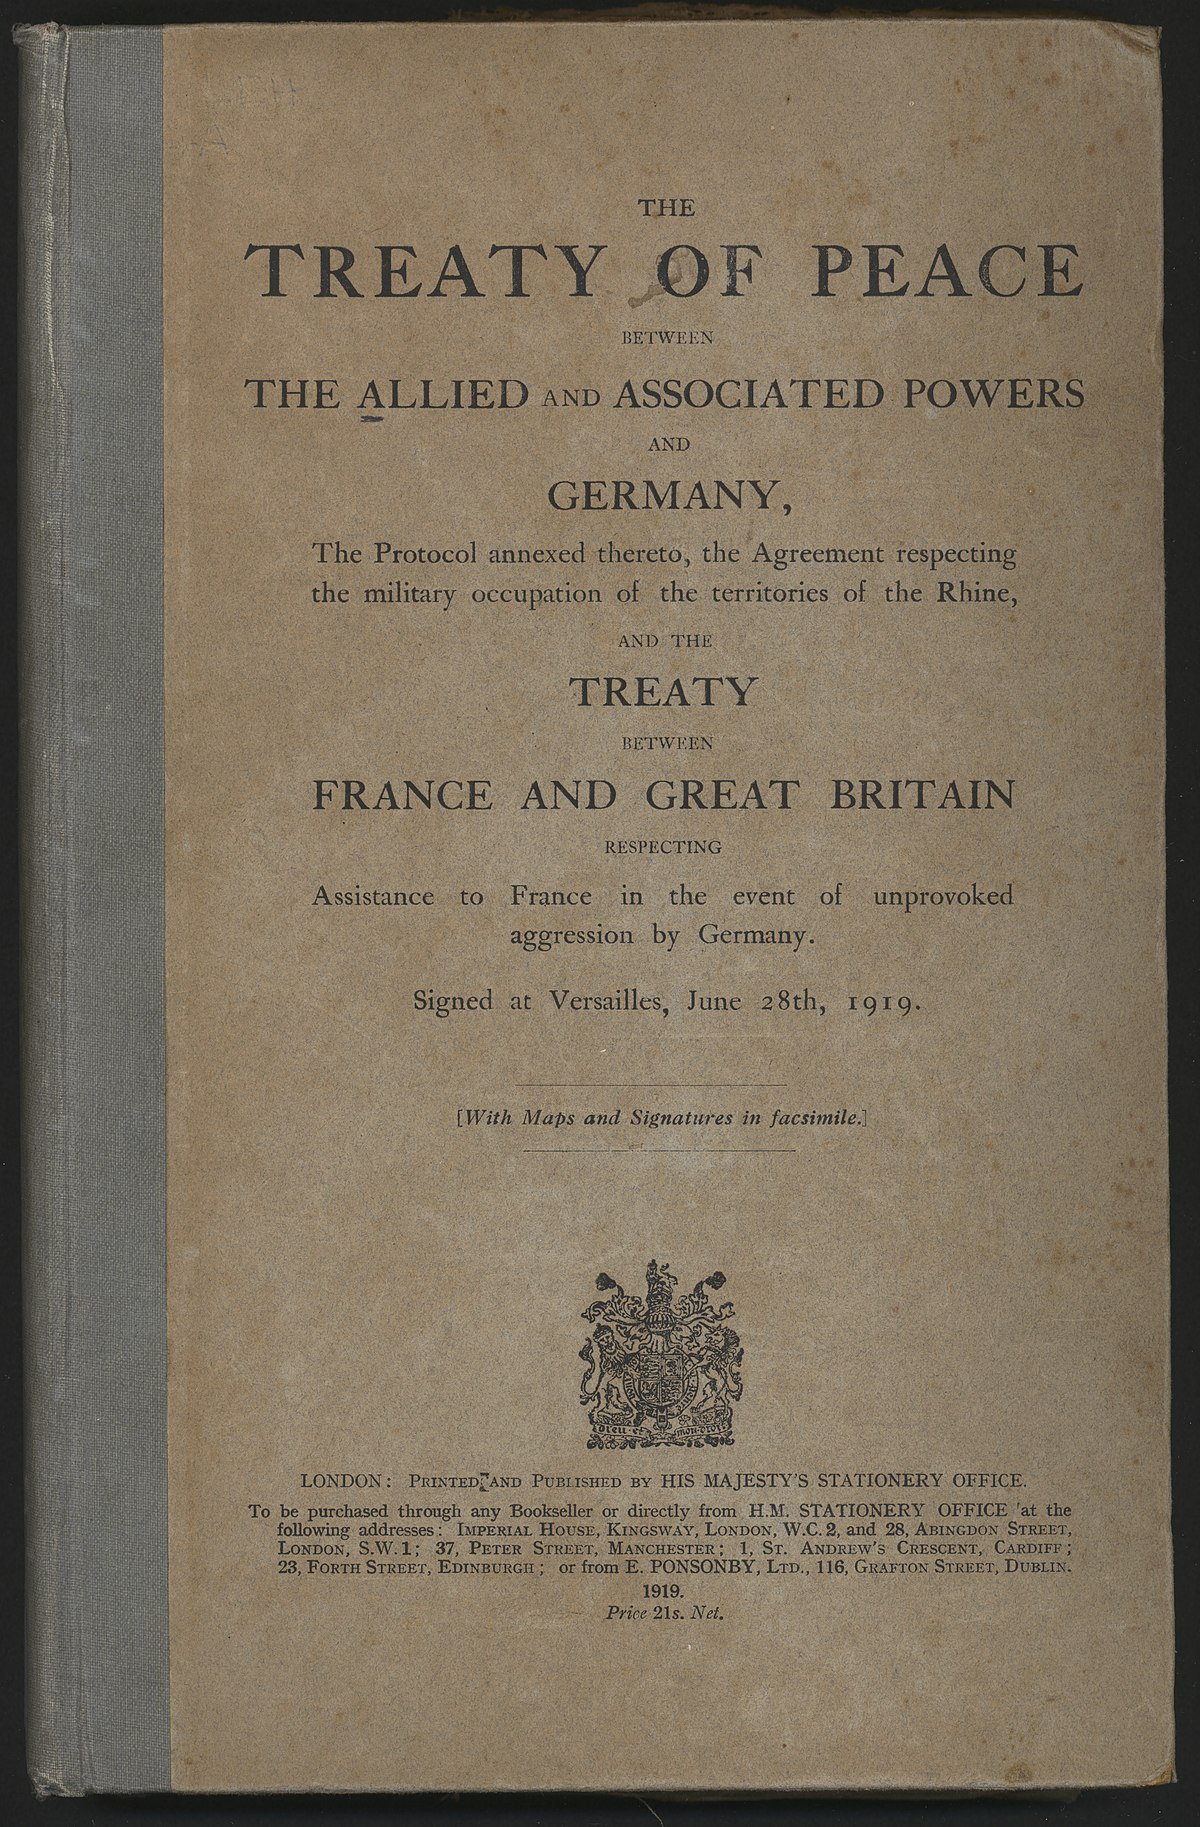 THE
TREATY OF PEACE
BETWEEN
THE ALLIED AND ASSOCIATED POWERS
AND
GERMANY,
The Protocol annexed thereto, the Agreement respecting
the military occupation of the territories of the Rhine,
AND THE
TREATY
BETWEEN
FRANCE AND GREAT BRITAIN
RESPECTING
Assistance to France in the event of unprovoked
aggression by Germany.
Signed at Versailles, June 28th, 1919.
[With Maps and Signatures in facsimile.]
DIEU·ET MON·DROIT
LONDON: PRINTED AND PUBLISHED BY HIS MAJESTY'S STATIONERY OFFICE.
To be purchased through any Bookseller or directly from H.M. STATIONERY OFFICE at the
following addresses: IMPERIAL HOUSE, KINGSWAY, LONDON, W.C. 2, and 28, ABINGDON STREET,
LONDON, S.W. 1; 37, PETER STREET, MANCHESTER; 1, ST. ANDREW'S CRESCENT, CARDIFF;
23, FORTH STREET, EDINBURGH; or from E. PONSONBY, LTD., 116, GRAFTON STREET, DUBLIN.
1919.
Price 21s. Net.